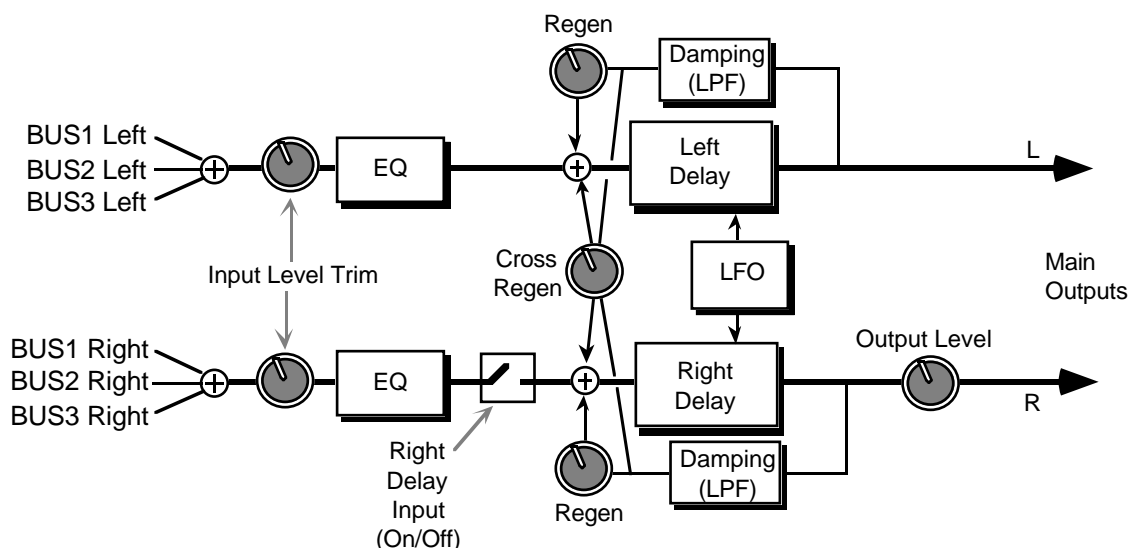 Regen
Damping
(LPF)
BUS1 Left
BUS2 Left
BUS3 Left
EQ
Left
Delay
L
Input Level Trim
Cross
Regen
LFO
Main
Outputs
BUS1 Right
BUS2 Right
BUS3 Right
EQ
Right
Delay
Output Level
R
Right
Delay
Input
(On/Off)
Regen
Damping
(LPF)